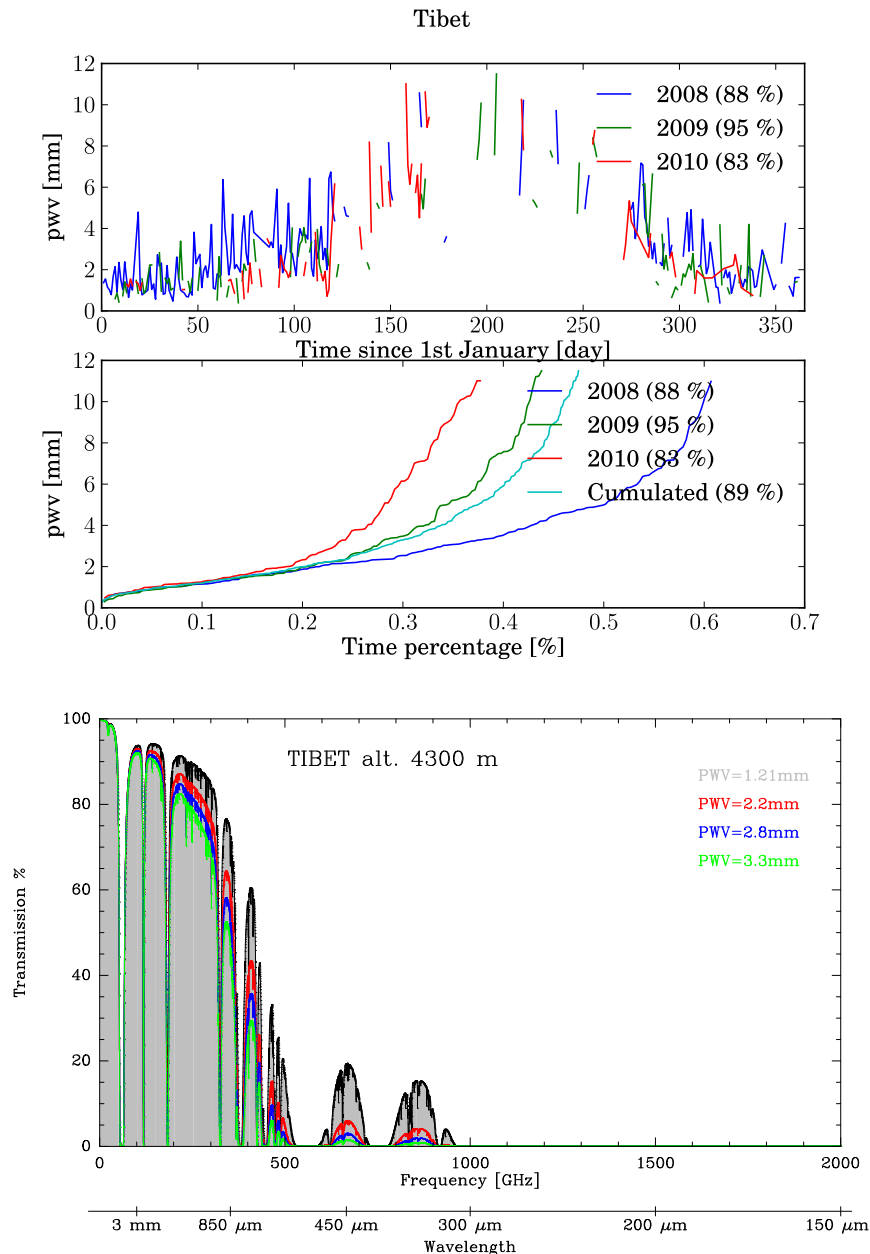 Tibet
12
10
8
6
4
2
0
pwv [mm]
2008 (88 %)
2009 (95 %)
2010 (83 %)
0 50 100 150 200 250 300 350
Time since 1st January [day]
12
10
8
6
4
2
0
pwv [mm]
2008 (88 %)
2009 (95 %)
2010 (83 %)
Cumulated (89 %)
0.0 0.1 0.2 0.3 0.4 0.5 0.6 0.7
Time percentage [%]
100
80
60
40
20
0
Transmission %
TIBET alt. 4300 m
PWV=1.21mm
PWV=2.2mm
PWV=2.8mm
PWV=3.3mm
0 500 1000 1500 2000
Frequency [GHz]
3 mm 850 μm 450 μm 300 μm 200 μm 150 μm
Wavelength